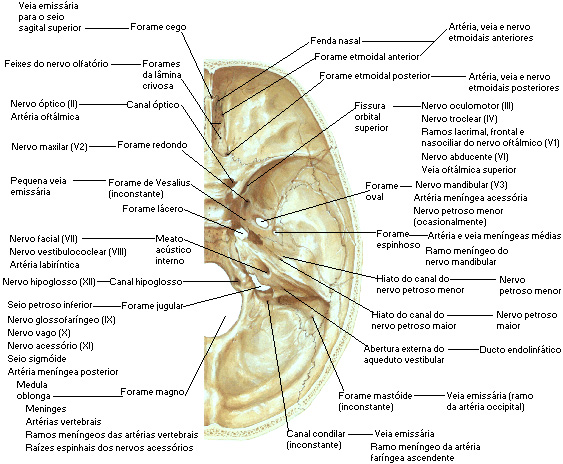 Veia emissária
para o seio
sagital superior
Forame cego
Feixes do nervo olfatório
Forames
da lâmina
crivosa
Nervo óptico (II)
Artéria oftálmica
Canal óptico
Nervo maxilar (V2)
Forame redondo
Pequena veia
emissária
Forame de Vesalius
(inconstante)
Forame lácero
Nervo facial (VII)
Nervo vestibulococlear (VIII)
Artéria labiríntica
Meato
acústico
interno
Nervo hipoglosso (XII)
Canal hipoglosso
Seio petroso inferior
Nervo glossofaríngeo (IX)
Nervo vago (X)
Nervo acessório (XI)
Seio sigmóide
Artéria meníngea posterior
Forame jugular
Medula
oblonga
Meninges
Artérias vertebrais
Ramos meníngeos das artérias vertebrais
Raízes espinhais dos nervos acessórios
Forame magno
Fenda nasal
Forame etmoidal anterior
Artéria, veia e nervo
etmoidais anteriores
Forame etmoidal posterior
Artéria, veia e nervo
etmoidais posteriores
Fissura
orbital
superior
Nervo oculomotor (III)
Nervo troclear (IV)
Ramos lacrimal, frontal e
nasociliar do nervo oftálmico (V1)
Nervo abducente (VI)
Veia oftálmica superior
Forame
oval
Nervo mandibular (V3)
Artéria meníngea acessória
Nervo petroso menor
(ocasionalmente)
Forame
espinhoso
Artéria e veia meníngeas médias
Ramo meníngeo do
nervo mandibular
Hiato do canal do
nervo petroso menor
Nervo
petroso menor
Hiato do canal do
nervo petroso maior
Nervo petroso
maior
Abertura externa do
aqueduto vestibular
Ducto endolinfático
Forame mastóide
(inconstante)
Veia emissária (ramo
da artéria occipital)
Canal condilar
(inconstante)
Veia emissária
Ramo meníngeo da artéria
faríngea ascendente